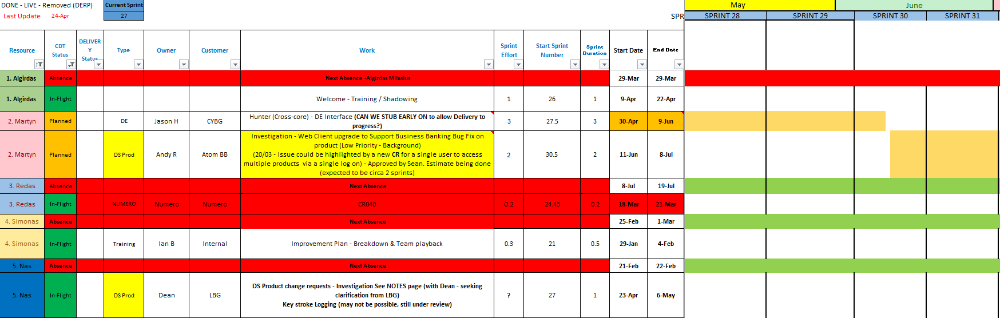 DONE - LIVE - Removed (DERP) Current Sprint May June
Last Update 24-Apr 27 SPR SPRINT 28 SPRINT 29 SPRINT 30 SPRINT 31
Resource CDT Status DELIVERY Status Type Owner Customer Work Sprint Effort Start Sprint Number Sprint Duration Start Date End Date
1. Algirdas Absence Next Absence -Algirdas Milasius 29-Mar 29-Mar
1. Algirdas In-Flight Welcome - Training / Shadowing 1 26 1 9-Apr 22-Apr
2. Martyn Planned DE Jason H CYBG Hunter (Cross-core) - DE Interface (CAN WE STUB EARLY ON to allow Delivery to
progress?) 3 27.5 3 30-Apr 9-Jun
2. Martyn Planned DS Prod Andy R Atom BB Investigation - Web Client upgrade to Support Business Banking Bug Fix on
product (Low Priority - Background)
(20/03 - Issue could be highlighted by a new CR for a single user to access
multiple products via a single log on) - Approved by Sean. Estimate being done
(expected to be circa 2 sprints) 2 30.5 2 11-Jun 8-Jul
3. Redas Absence Next Absence 8-Jul 19-Jul
3. Redas In-Flight NUMERO Numero Numero CR040 0.2 24.45 0.2 18-Mar 21-Mar
4. Simonas Absence Next Absence 25-Feb 1-Mar
4. Simonas In-Flight Training Ian B Internal Improvement Plan - Breakdown & Team playback 0.3 21 0.5 29-Jan 4-Feb
5. Nas Absence Next Absence 21-Feb 22-Feb
5. Nas In-Flight DS Prod Dean LBG DS Product change requests - Investigation See NOTES page (with Dean - seeking
clarification from LBG)
Key stroke Logging (may not be possible, still under review) ? 27 1 23-Apr 6-May